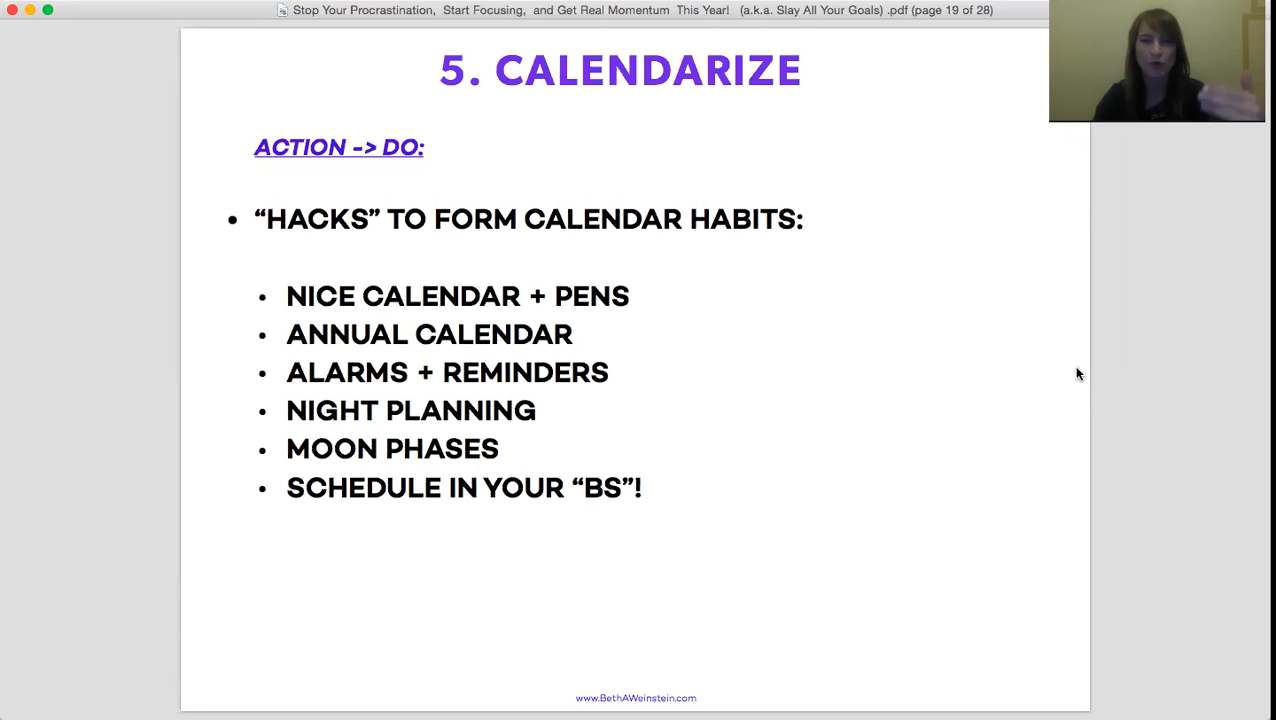 Stop Your Procrastination, Start Focusing, and Get Real Momentum This Year! (a.k.a. Slay All Your Goals) .pdf (page 19 of 28)
5. CALENDARIZE
ACTION -> DO:
• “HACKS” TO FORM CALENDAR HABITS:
• NICE CALENDAR + PENS
• ANNUAL CALENDAR
• ALARMS + REMINDERS
• NIGHT PLANNING
• MOON PHASES
• SCHEDULE IN YOUR “BS”!
www.BethAWeinstein.com